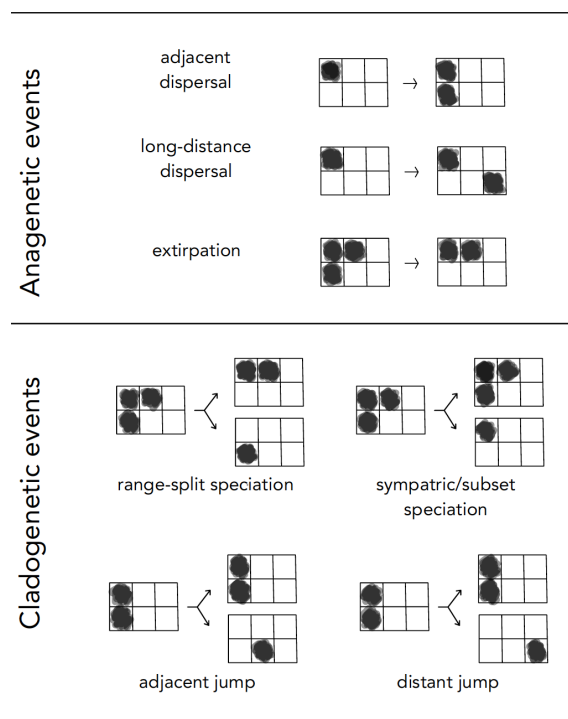 Anagenetic events
adjacent
dispersal
long-distance
dispersal
extirpation
Cladogenetic events
range-split speciation
sympatric/subset
speciation
adjacent jump
distant jump